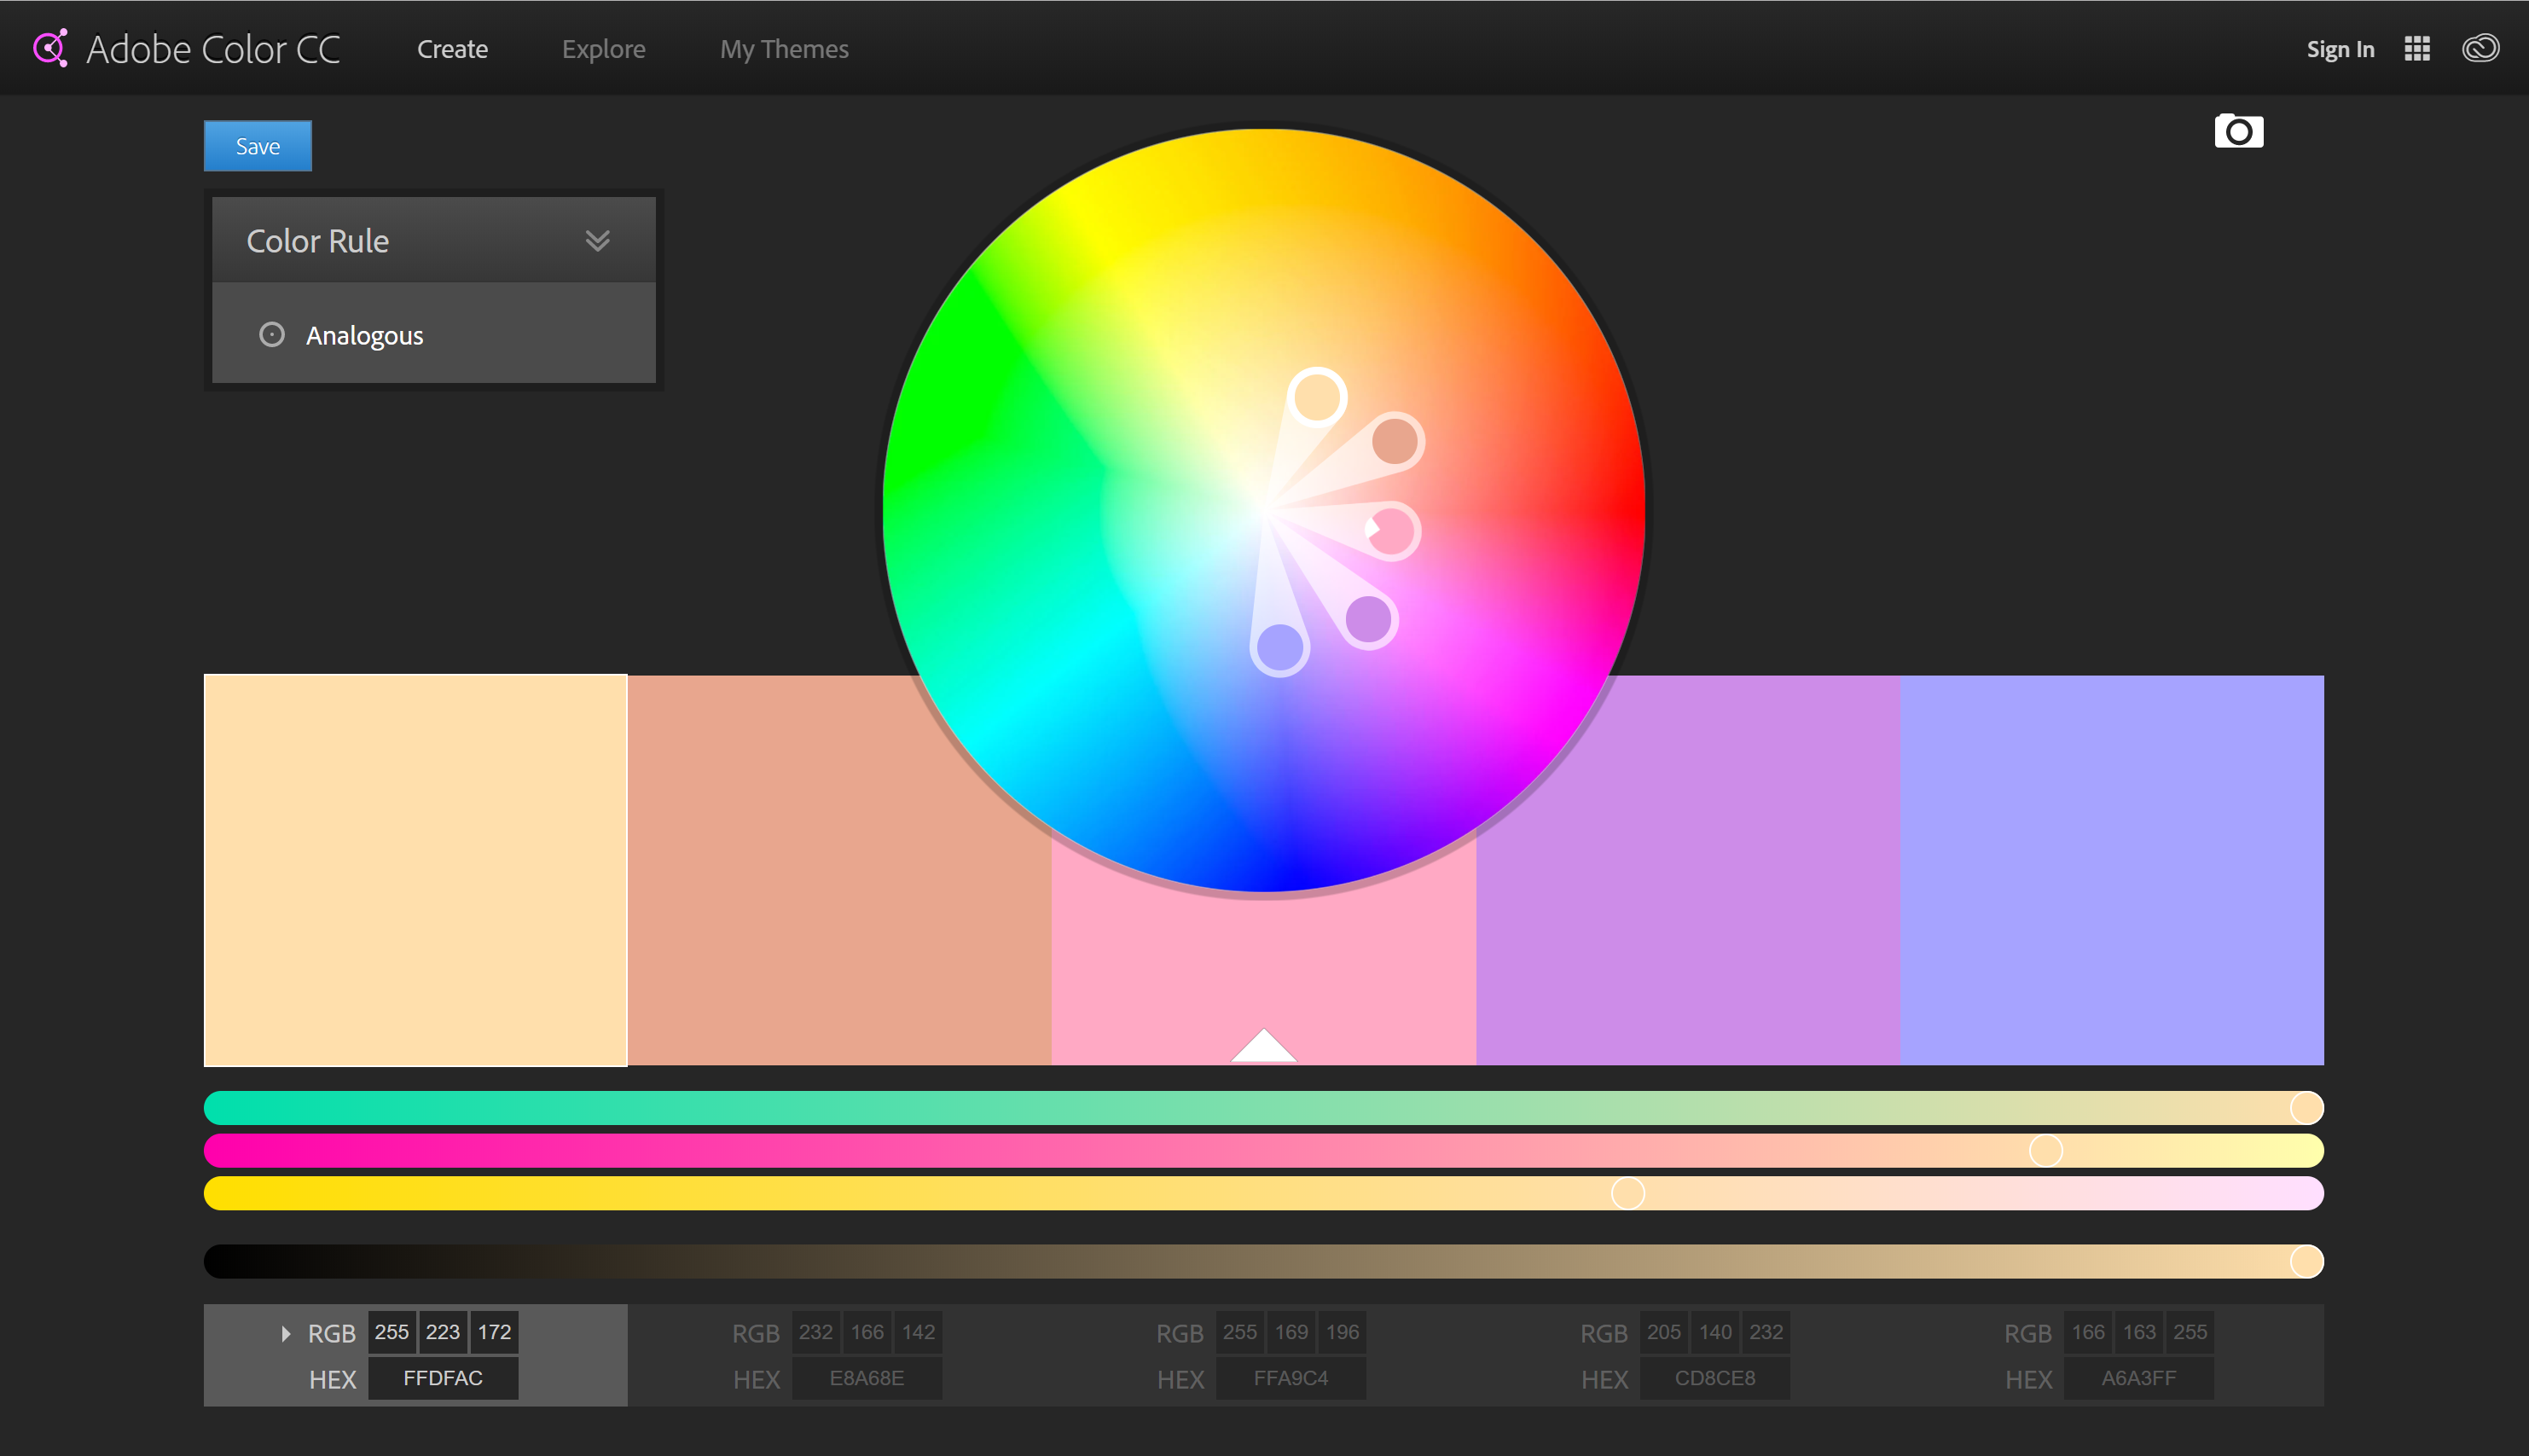 Adobe Color CC Create Explore My Themes Sign In
Save
Color Rule
Analogous
RGB 255 223 172 RGB 232 166 142 RGB 255 169 196 RGB 205 140 232 RGB 166 163 255
HEX FFDFAC HEX E8A68E HEX FFA9C4 HEX CD8CE8 HEX A6A3FF